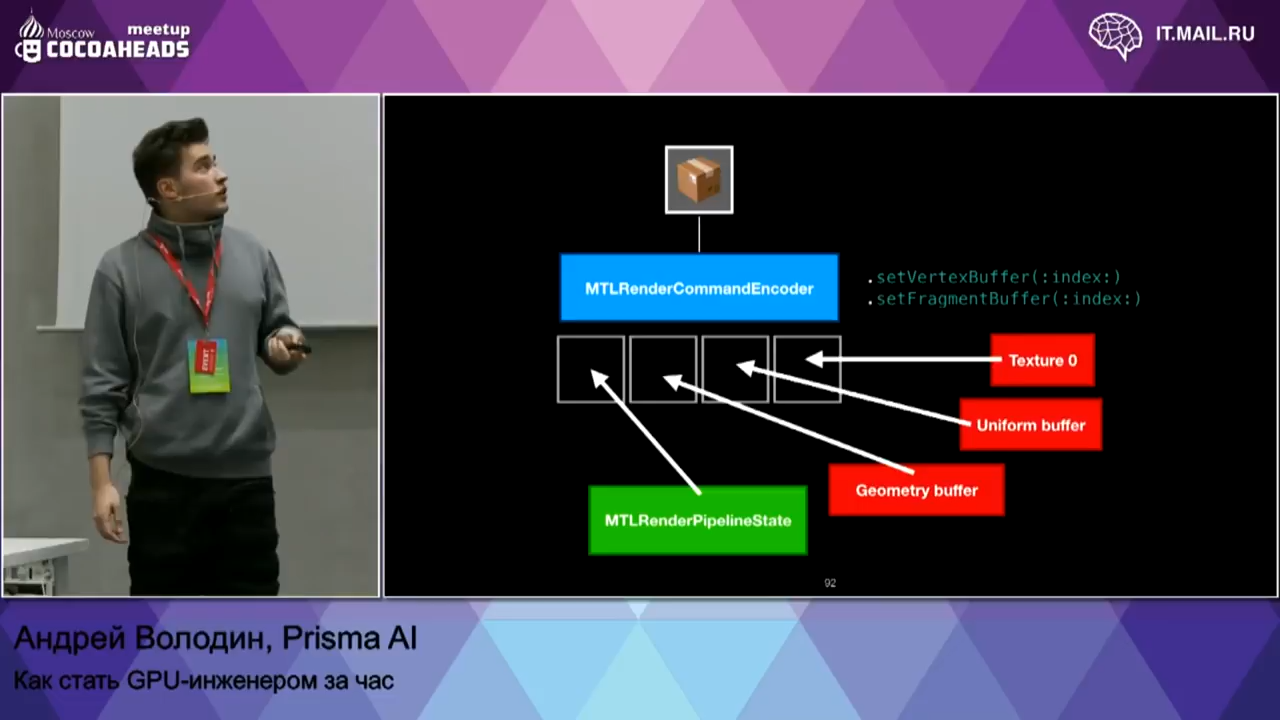 Moscow meetup
COCOAHEADS
IT.MAIL.RU
MTLRenderCommandEncoder
.setVertexBuffer(:index:)
.setFragmentBuffer(:index:)
Texture 0
Uniform buffer
Geometry buffer
MTLRenderPipelineState
92
EVENT
Андрей Володин, Prisma AI
Как стать GPU-инженером за час